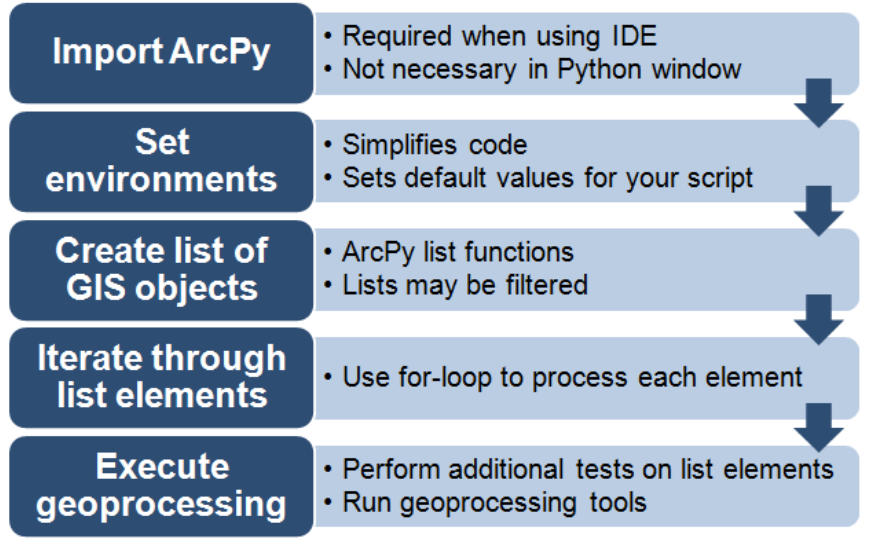 Import ArcPy
• Required when using IDE
• Not necessary in Python window
Set
environments
• Simplifies code
• Sets default values for your script
Create list of
GIS objects
• ArcPy list functions
• Lists may be filtered
Iterate through
list elements
• Use for-loop to process each element
Execute
geoprocessing
• Perform additional tests on list elements
• Run geoprocessing tools